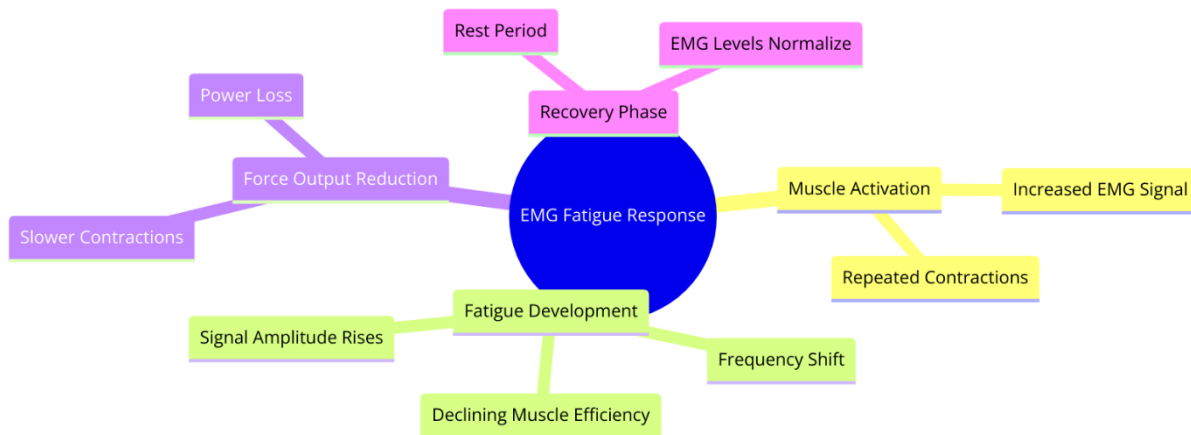 Rest Period
EMG Levels Normalize
Power Loss
Recovery Phase
Force Output Reduction
Muscle Activation
Increased EMG Signal
EMG Fatigue Response
Slower Contractions
Repeated Contractions
Fatigue Development
Signal Amplitude Rises
Frequency Shift
Declining Muscle Efficiency